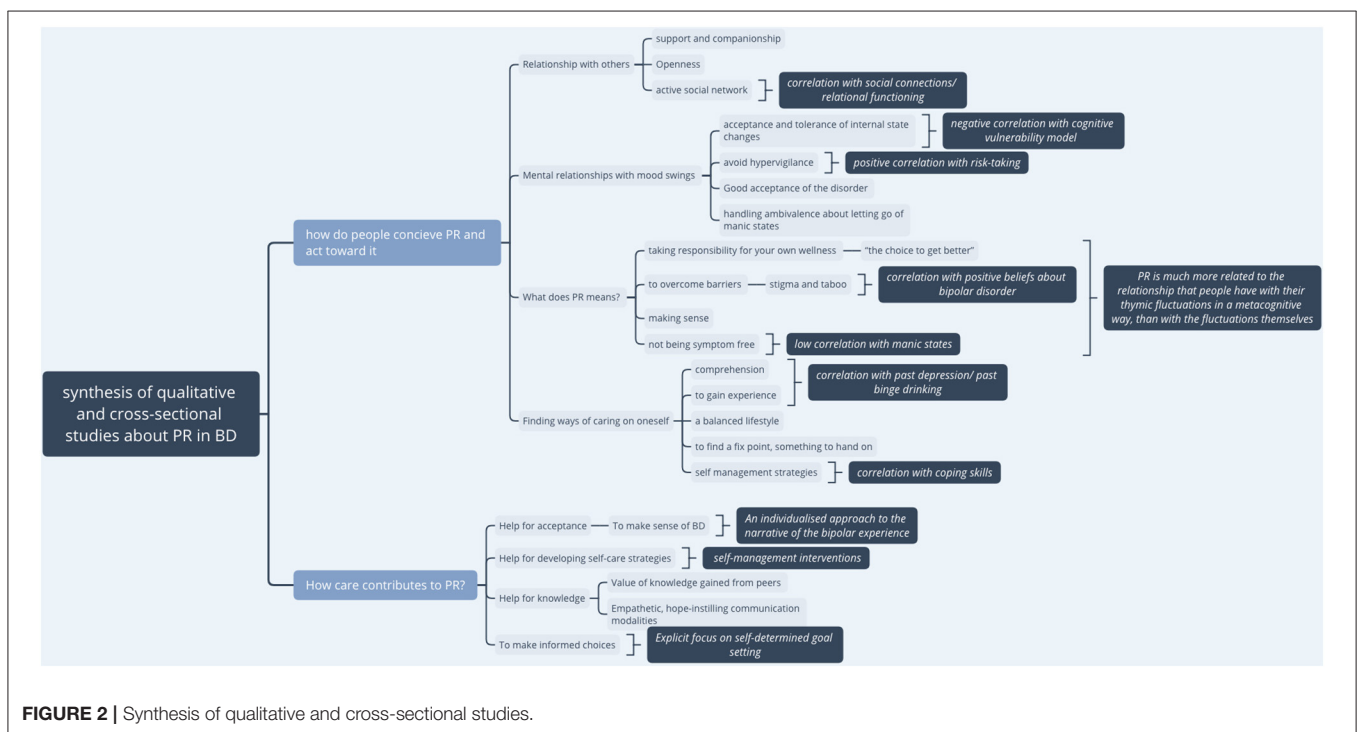 synthesis of qualitative
and cross-sectional
studies about PR in BD
how do people concieve PR and
act toward it
Relationship with others
support and companionship
Openness
active social network
correlation with social connections/
relational functioning
Mental relationships with mood swings
acceptance and tolerance of internal state
changes
negative correlation with cognitive
vulnerability model
avoid hypervigilance
positive correlation with risk-taking
Good acceptance of the disorder
handling ambivalence about letting go of
manic states
What does PR means?
taking responsibility for your own wellness
“the choice to get better”
to overcome barriers
stigma and taboo
correlation with positive beliefs about
bipolar disorder
making sense
not being symptom free
low correlation with manic states
PR is much more related to the
relationship that people have with their
thymic fluctuations in a metacognitive
way, than with the fluctuations themselves
Finding ways of caring on oneself
comprehension
to gain experience
correlation with past depression/ past
binge drinking
a balanced lifestyle
to find a fix point, something to hand on
self management strategies
correlation with coping skills
How care contributes to PR?
Help for acceptance
To make sense of BD
An individualised approach to the
narrative of the bipolar experience
Help for developing self-care strategies
self-management interventions
Help for knowledge
Value of knowledge gained from peers
Empathetic, hope-instilling communication
modalities
To make informed choices
Explicit focus on self-determined goal
setting
FIGURE 2 | Synthesis of qualitative and cross-sectional studies.